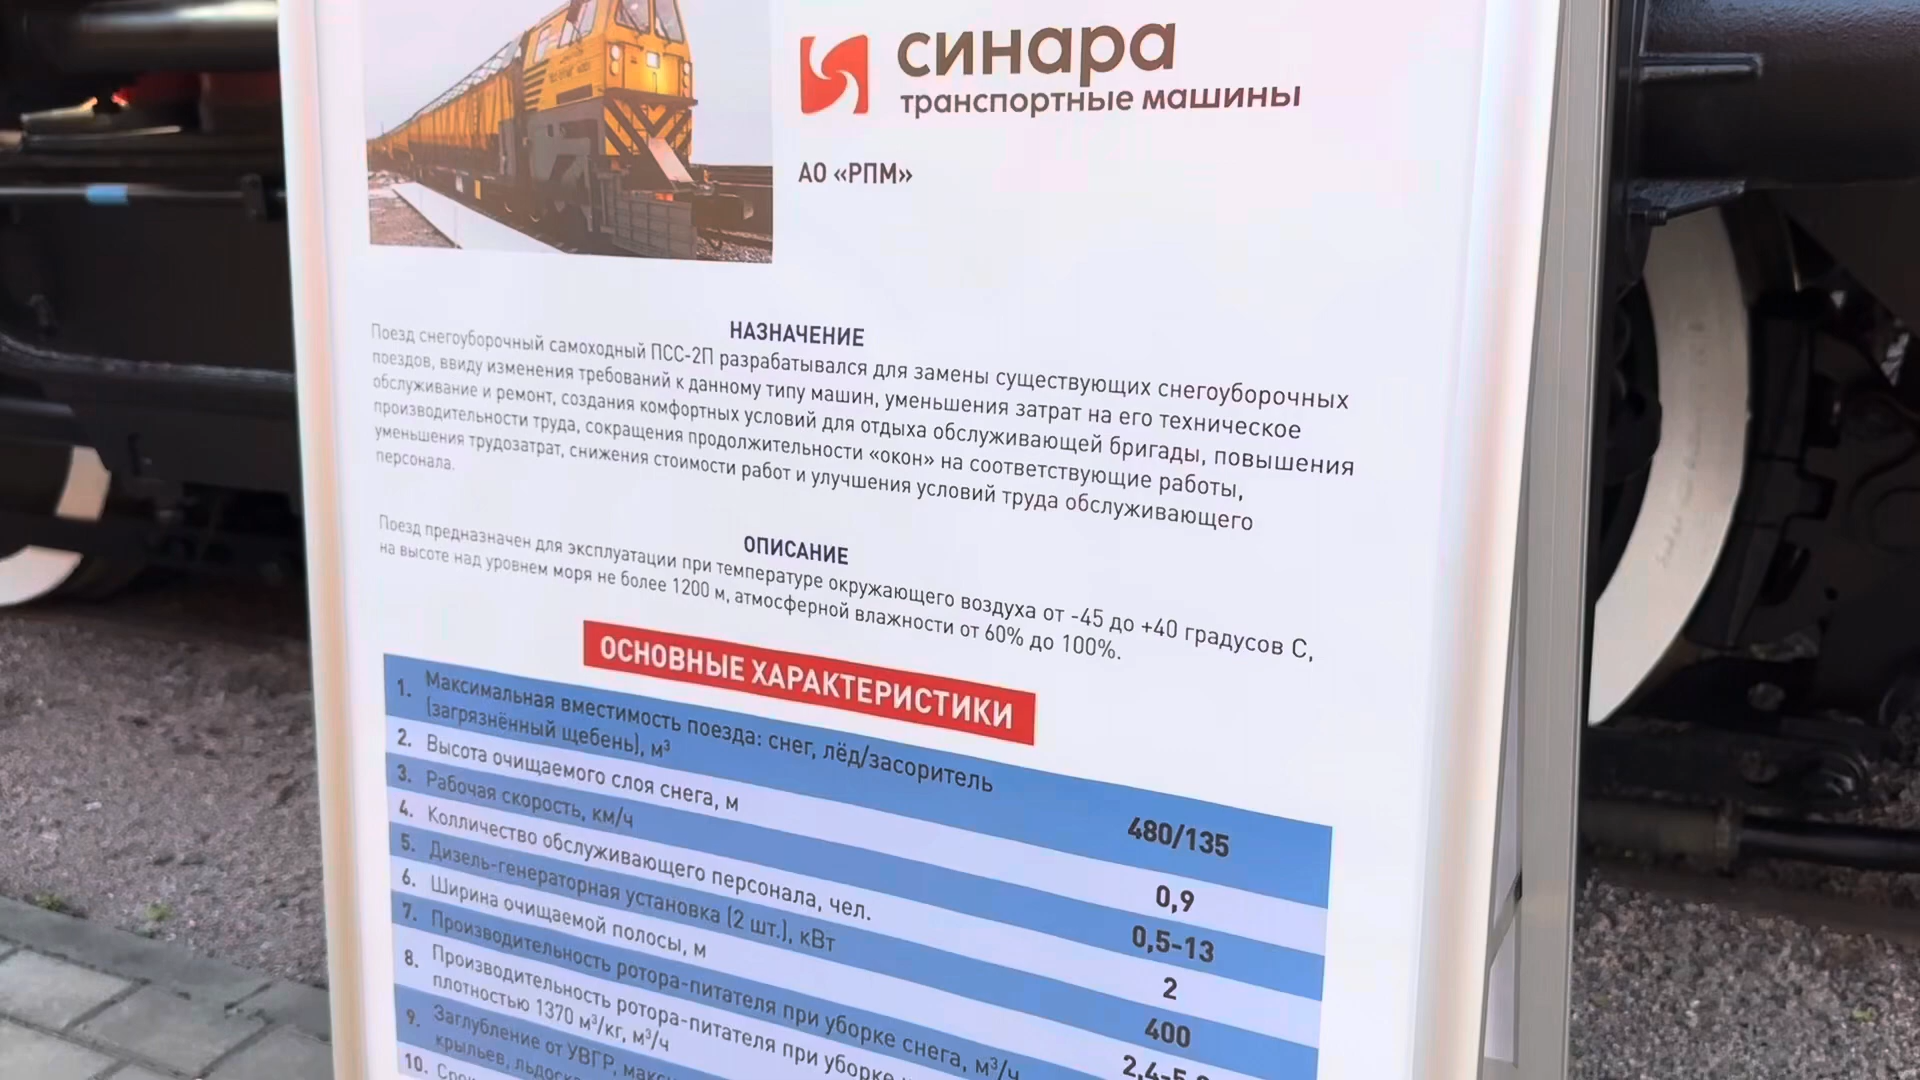 синара
транспортные машины
АО «РПМ»
НАЗНАЧЕНИЕ
Поезд снегоуборочный самоходный ПСС-2П разрабатывался для замены существующих снегоуборочных
поездов, ввиду изменения требований к данному типу машин, уменьшения затрат на его техническое
обслуживание и ремонт, создания комфортных условий для отдыха обслуживающей бригады, повышения
производительности труда, сокращения продолжительности «окон» на соответствующие работы,
уменьшения трудозатрат, снижения стоимости работ и улучшения условий труда обслуживающего
персонала.
ОПИСАНИЕ
Поезд предназначен для эксплуатации при температуре окружающего воздуха от -45 до +40 градусов С,
на высоте над уровнем моря не более 1200 м, атмосферной влажности от 60% до 100%.
ОСНОВНЫЕ ХАРАКТЕРИСТИКИ
1. Максимальная вместимость поезда: снег, лёд/засоритель
(загрязнённый щебень), м³ 480/135
2. Высота очищаемого слоя снега, м 0,9
3. Рабочая скорость, км/ч 0,5-13
4. Колличество обслуживающего персонала, чел. 2
5. Дизель-генераторная установка (2 шт.), кВт 400
6. Ширина очищаемой полосы, м
7. Производительность ротора-питателя при уборке снега, м³/ч
8. Производительность ротора-питателя при уборке
плотностью 1370 м³/кг, м³/ч
9. Заглубление от УВГР,
крыльев,
10.